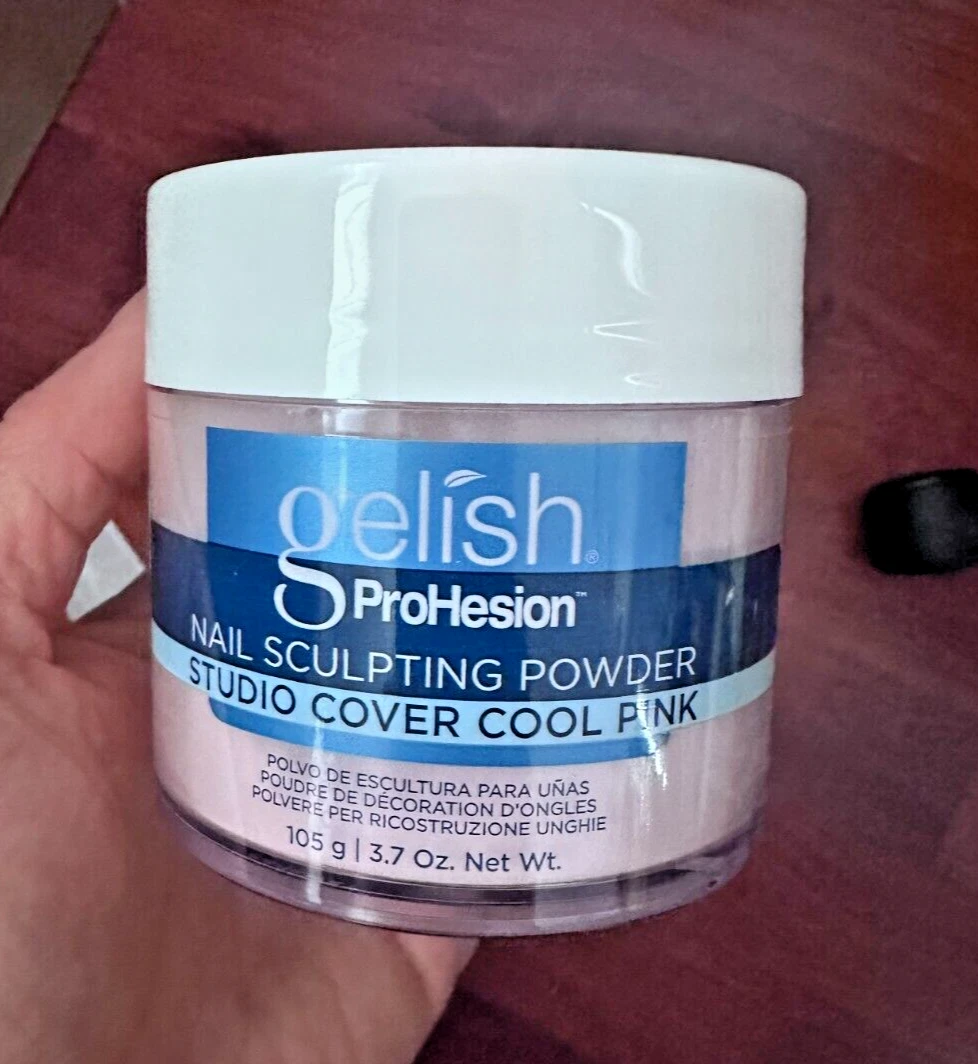 gelish®
ProHesion™
NAIL SCULPTING POWDER
STUDIO COVER COOL PINK
POLVO DE ESCULTURA PARA UÑAS
POUDRE DE DÉCORATION D'ONGLES
POLVERE PER RICOSTRUZIONE UNGHIE
105 g | 3.7 Oz. Net Wt.